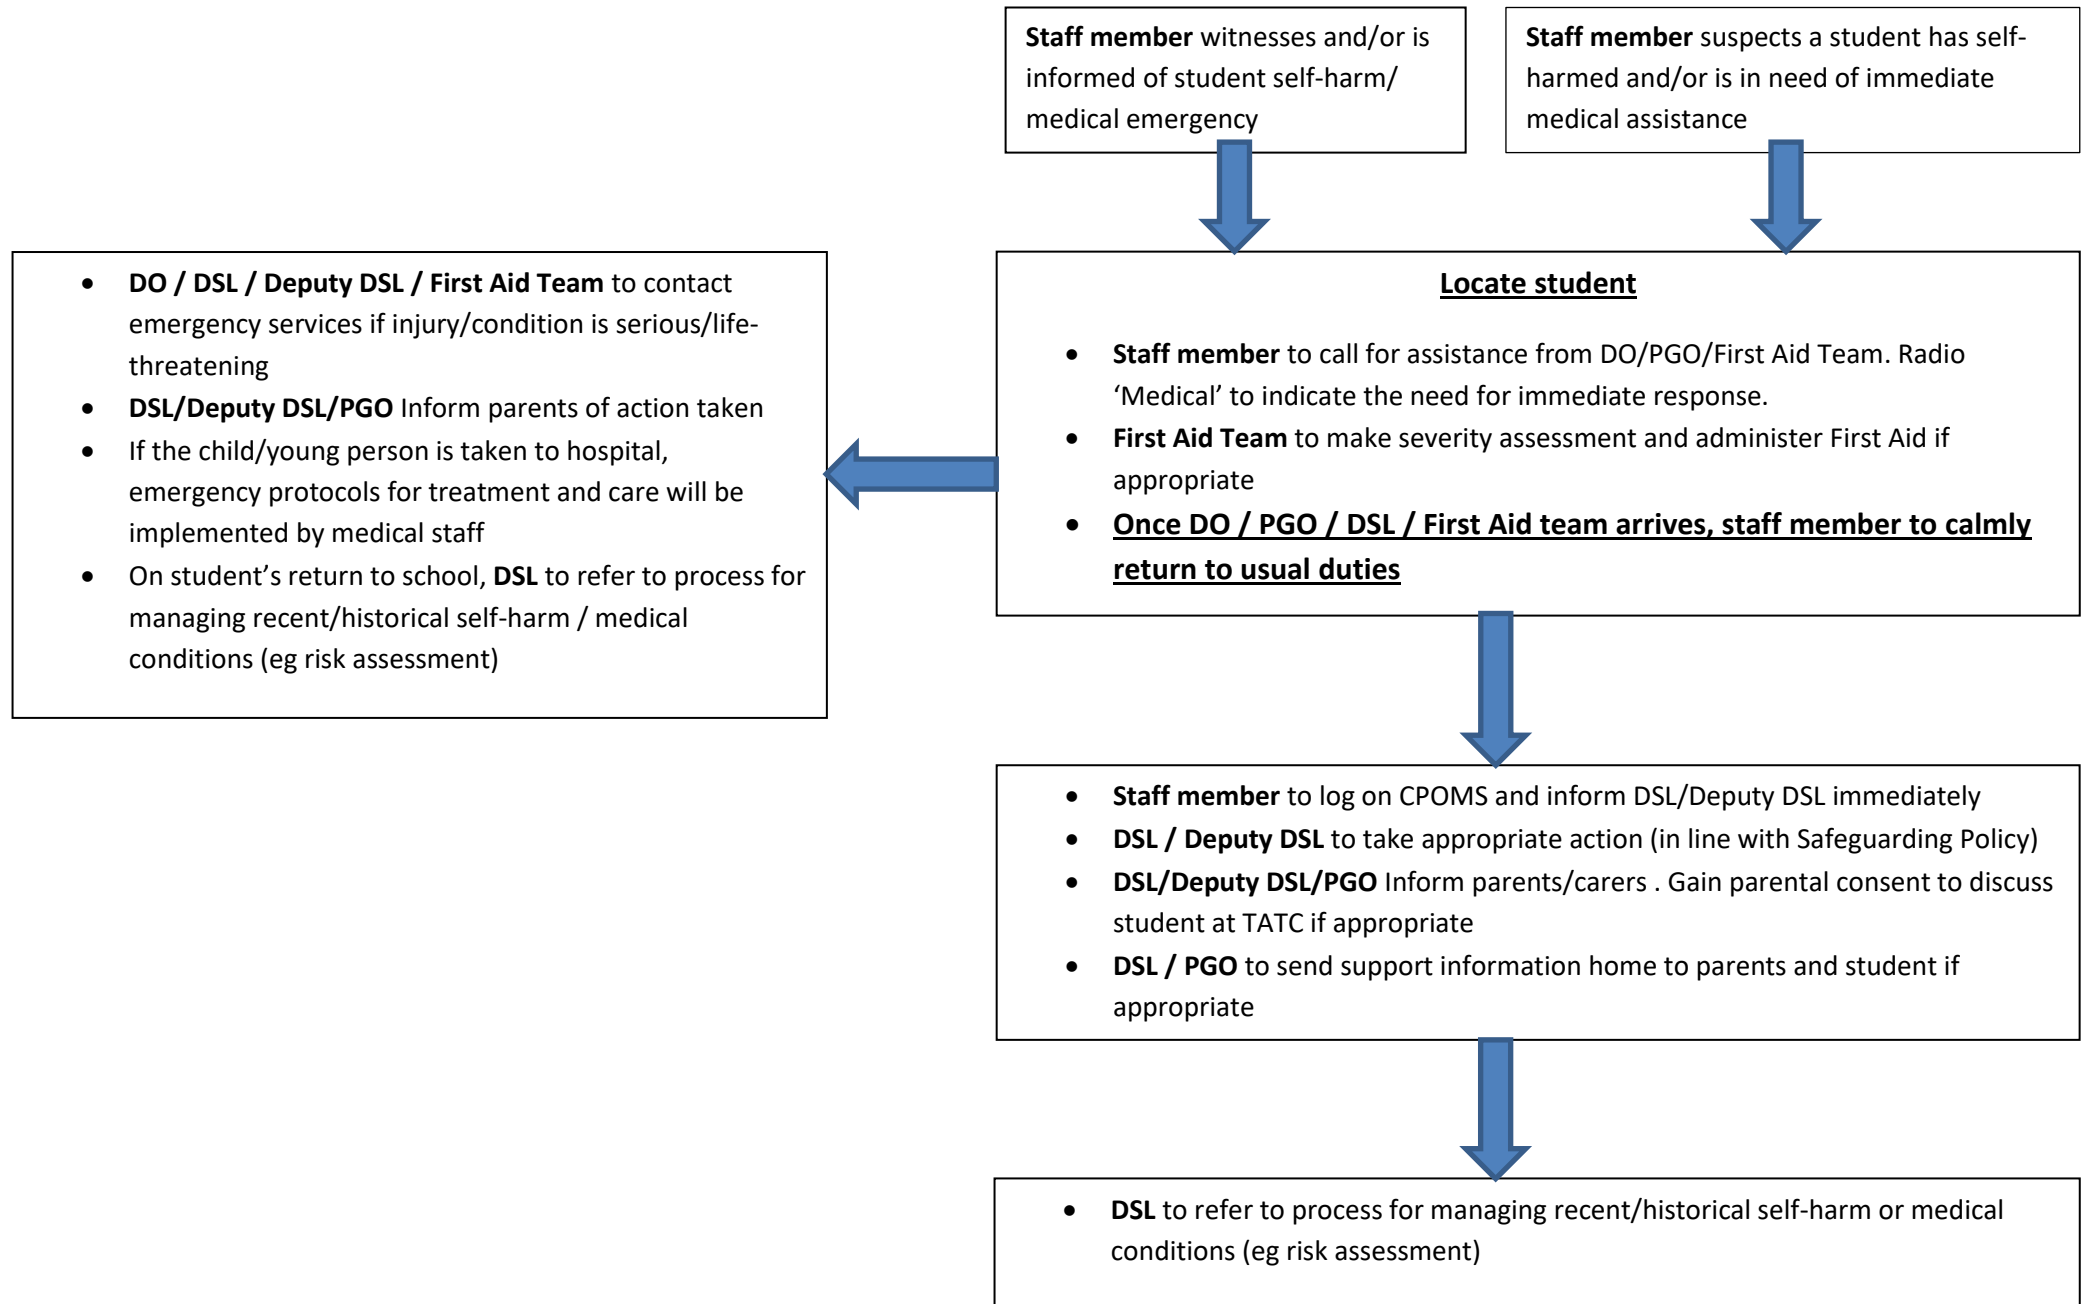 Staff member witnesses and/or is
informed of student self-harm/
medical emergency
Staff member suspects a student has self-
harmed and/or is in need of immediate
medical assistance
Locate student
• Staff member to call for assistance from DO/PGO/First Aid Team. Radio
‘Medical’ to indicate the need for immediate response.
• First Aid Team to make severity assessment and administer First Aid if
appropriate
• Once DO / PGO / DSL / First Aid team arrives, staff member to calmly
return to usual duties
• DO / DSL / Deputy DSL / First Aid Team to contact
emergency services if injury/condition is serious/life-
threatening
• DSL/Deputy DSL/PGO Inform parents of action taken
• If the child/young person is taken to hospital,
emergency protocols for treatment and care will be
implemented by medical staff
• On student’s return to school, DSL to refer to process for
managing recent/historical self-harm / medical
conditions (eg risk assessment)
• Staff member to log on CPOMS and inform DSL/Deputy DSL immediately
• DSL / Deputy DSL to take appropriate action (in line with Safeguarding Policy)
• DSL/Deputy DSL/PGO Inform parents/carers . Gain parental consent to discuss
student at TATC if appropriate
• DSL / PGO to send support information home to parents and student if
appropriate
• DSL to refer to process for managing recent/historical self-harm or medical
conditions (eg risk assessment)